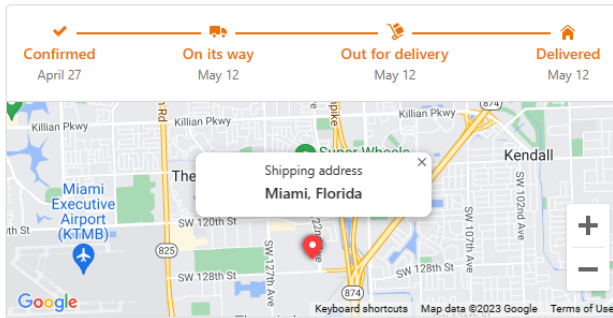 Confirmed
April 27
On its way
May 12
Out for delivery
May 12
Delivered
May 12
Killian Pkwy
Killian Pkwy
Killian Pkwy
874
Super Wheels
Kendall
The
Shipping address
Miami, Florida
Miami
Executive
Airport
(KTMB)
SW 120th St
825
SW 127th Ave
22nd Ave
SW 107th Ave
SW 102nd Ave
SW 128th St
SW 128th St
874
Google
Keyboard shortcuts
Map data ©2023 Google
Terms of Use